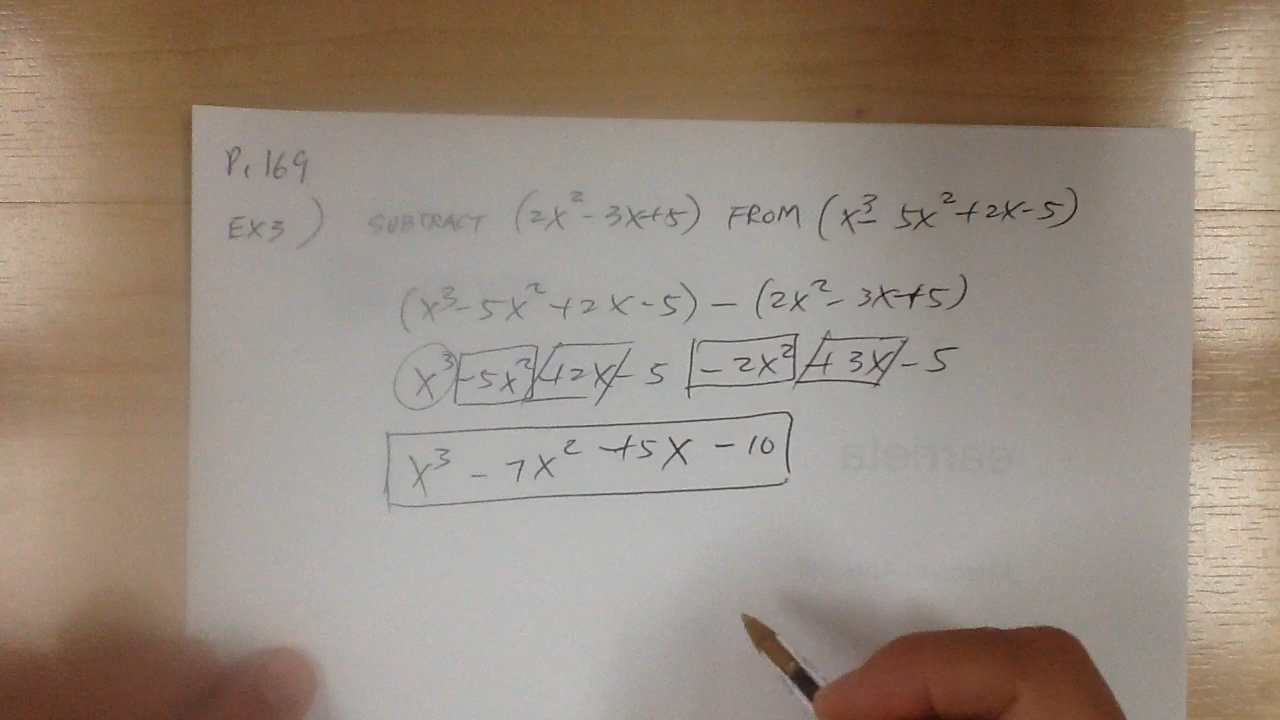 P. 169
EX3) SUBTRACT (2x² - 3x+5) FROM (x³- 5x²+2x-5)
(x³-5x²+2x-5) - (2x²- 3x+5)
x³-5x²+2x-5 -2x² +3x-5
x³ - 7x² +5x - 10